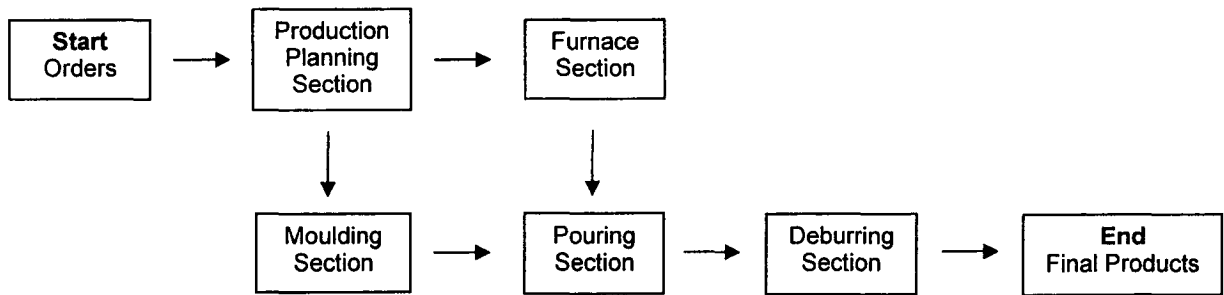 Start
Orders
Production
Planning
Section
Furnace
Section
Moulding
Section
Pouring
Section
Deburring
Section
End
Final Products